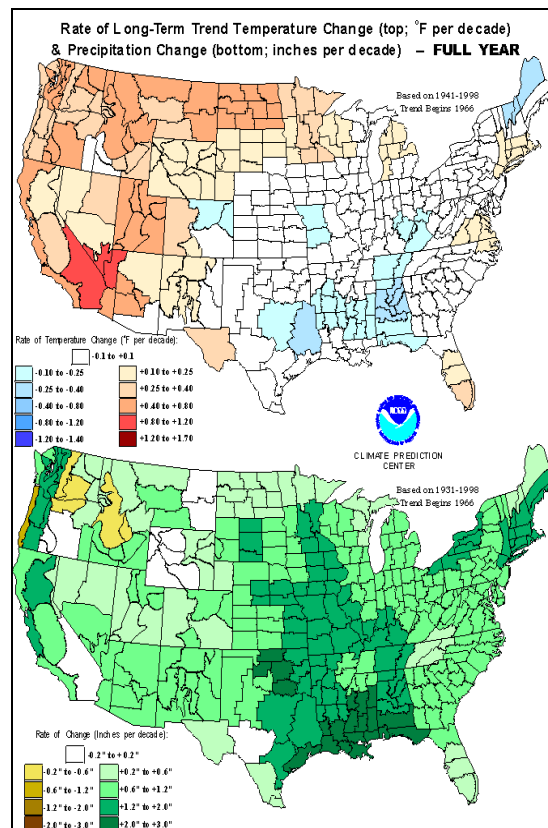 Rate of Long-Term Trend Temperature Change (top; °F per decade)
& Precipitation Change (bottom; inches per decade) – FULL YEAR
Based on 1941-1998
Trend Begins 1966
Rate of Temperature Change (°F per decade):
-0.1 to +0.1
-0.10 to -0.25
+0.10 to +0.25
-0.25 to -0.40
+0.25 to +0.40
-0.40 to -0.80
+0.40 to +0.80
-0.80 to -1.20
+0.80 to +1.20
-1.20 to -1.40
+1.20 to +1.70
CLIMATE PREDICTION
CENTER
Based on 1931-1998
Trend Begins 1966
Rate of Change (Inches per decade):
-0.2" to +0.2"
-0.2" to -0.6"
+0.2" to +0.6"
-0.6" to -1.2"
+0.6" to +1.2"
-1.2" to -2.0"
+1.2" to +2.0"
-2.0" to -3.0"
+2.0" to +3.0"